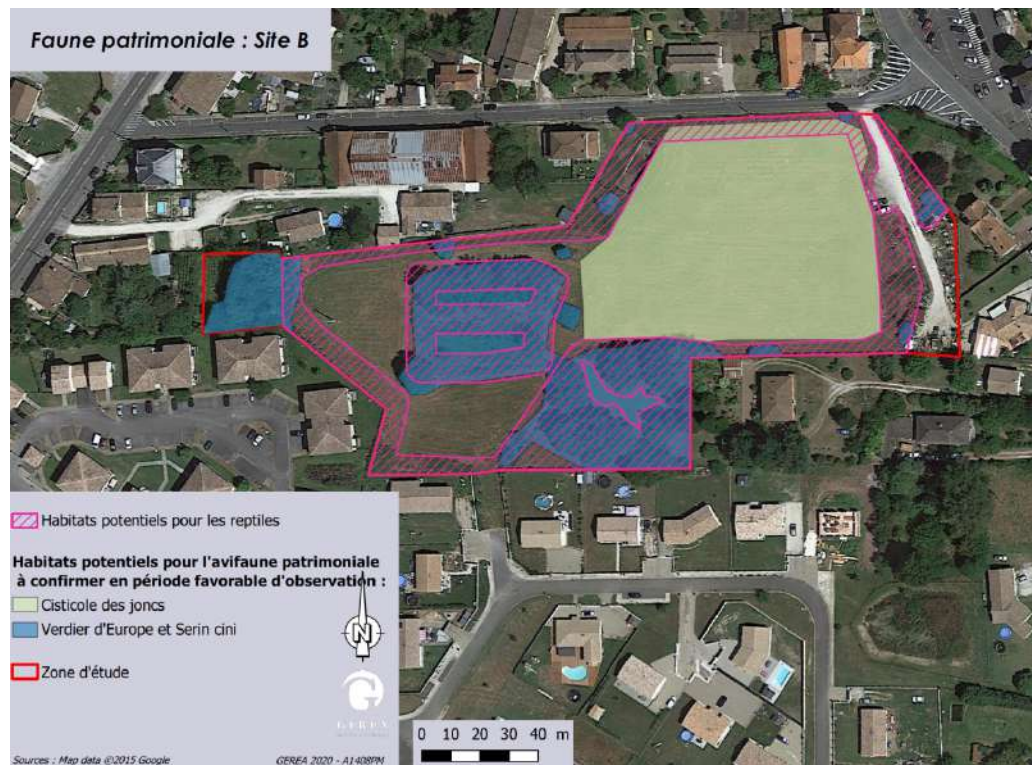 Faune patrimoniale : Site B
Habitats potentiels pour les reptiles
Habitats potentiels pour l'avifaune patrimoniale
à confirmer en période favorable d'observation :
Cisticole des joncs
Verdier d'Europe et Serin cini
Zone d'étude
N
GEREA
0 10 20 30 40 m
Sources : Map data ©2015 Google
GEREA 2020 - A1408PM